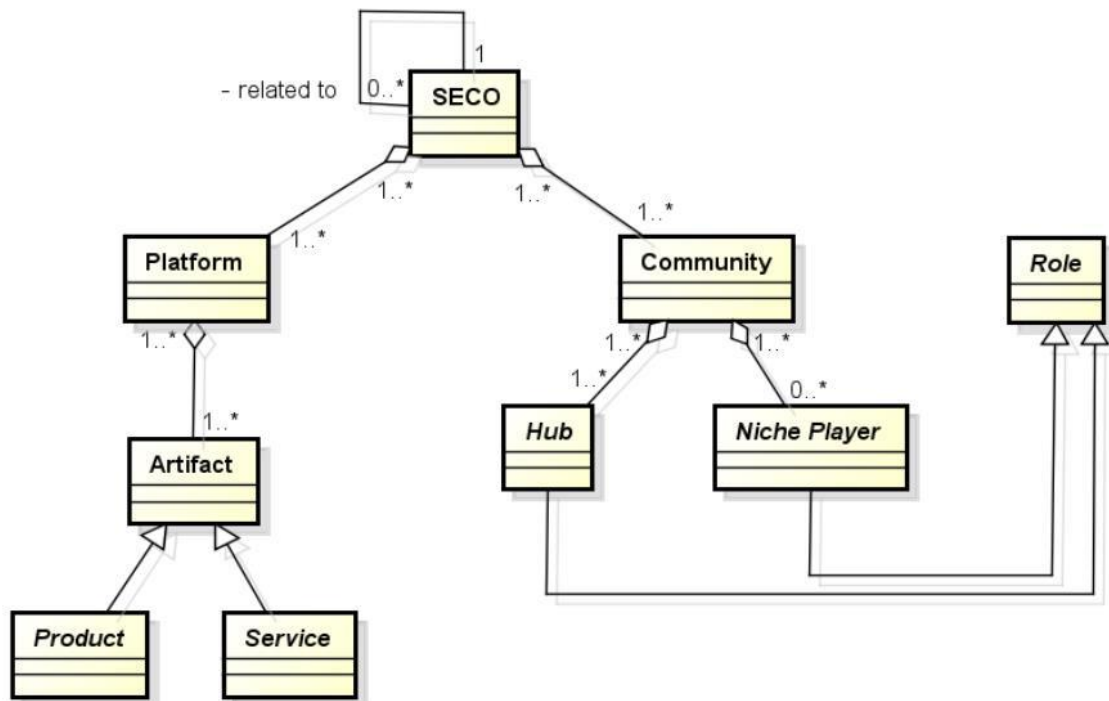 1
- related to
0..*
SECO
1..*
1..*
1..*
1..*
Platform
Community
Role
1..*
1..*
1..*
1..*
0..*
1..*
Hub
Niche Player
Artifact
Product
Service